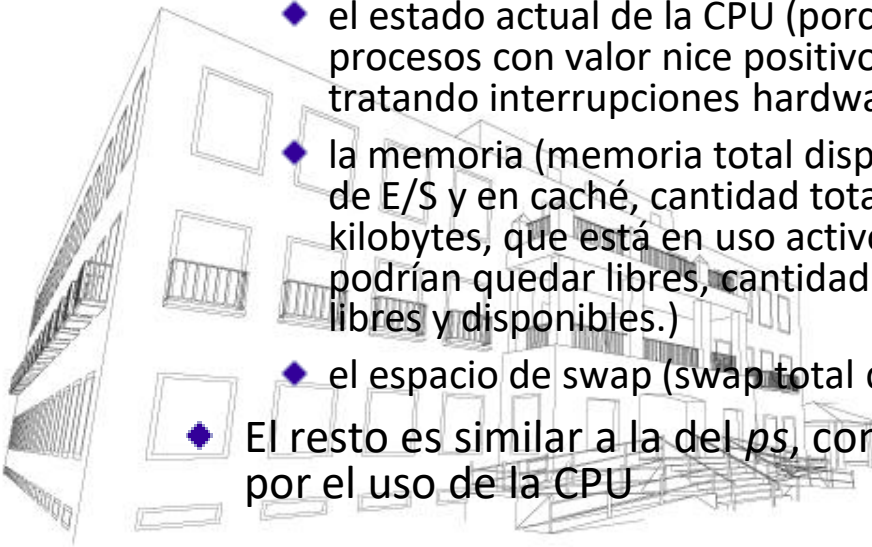 el estado actual de la CPU (porc
procesos con valor nice positivo
tratando interrupciones hardwa
la memoria (memoria total disp
de E/S y en caché, cantidad tota
kilobytes, que está en uso activo
podrían quedar libres, cantidad
libres y disponibles.)
el espacio de swap (swap total d
El resto es similar a la del ps, con
por el uso de la CPU